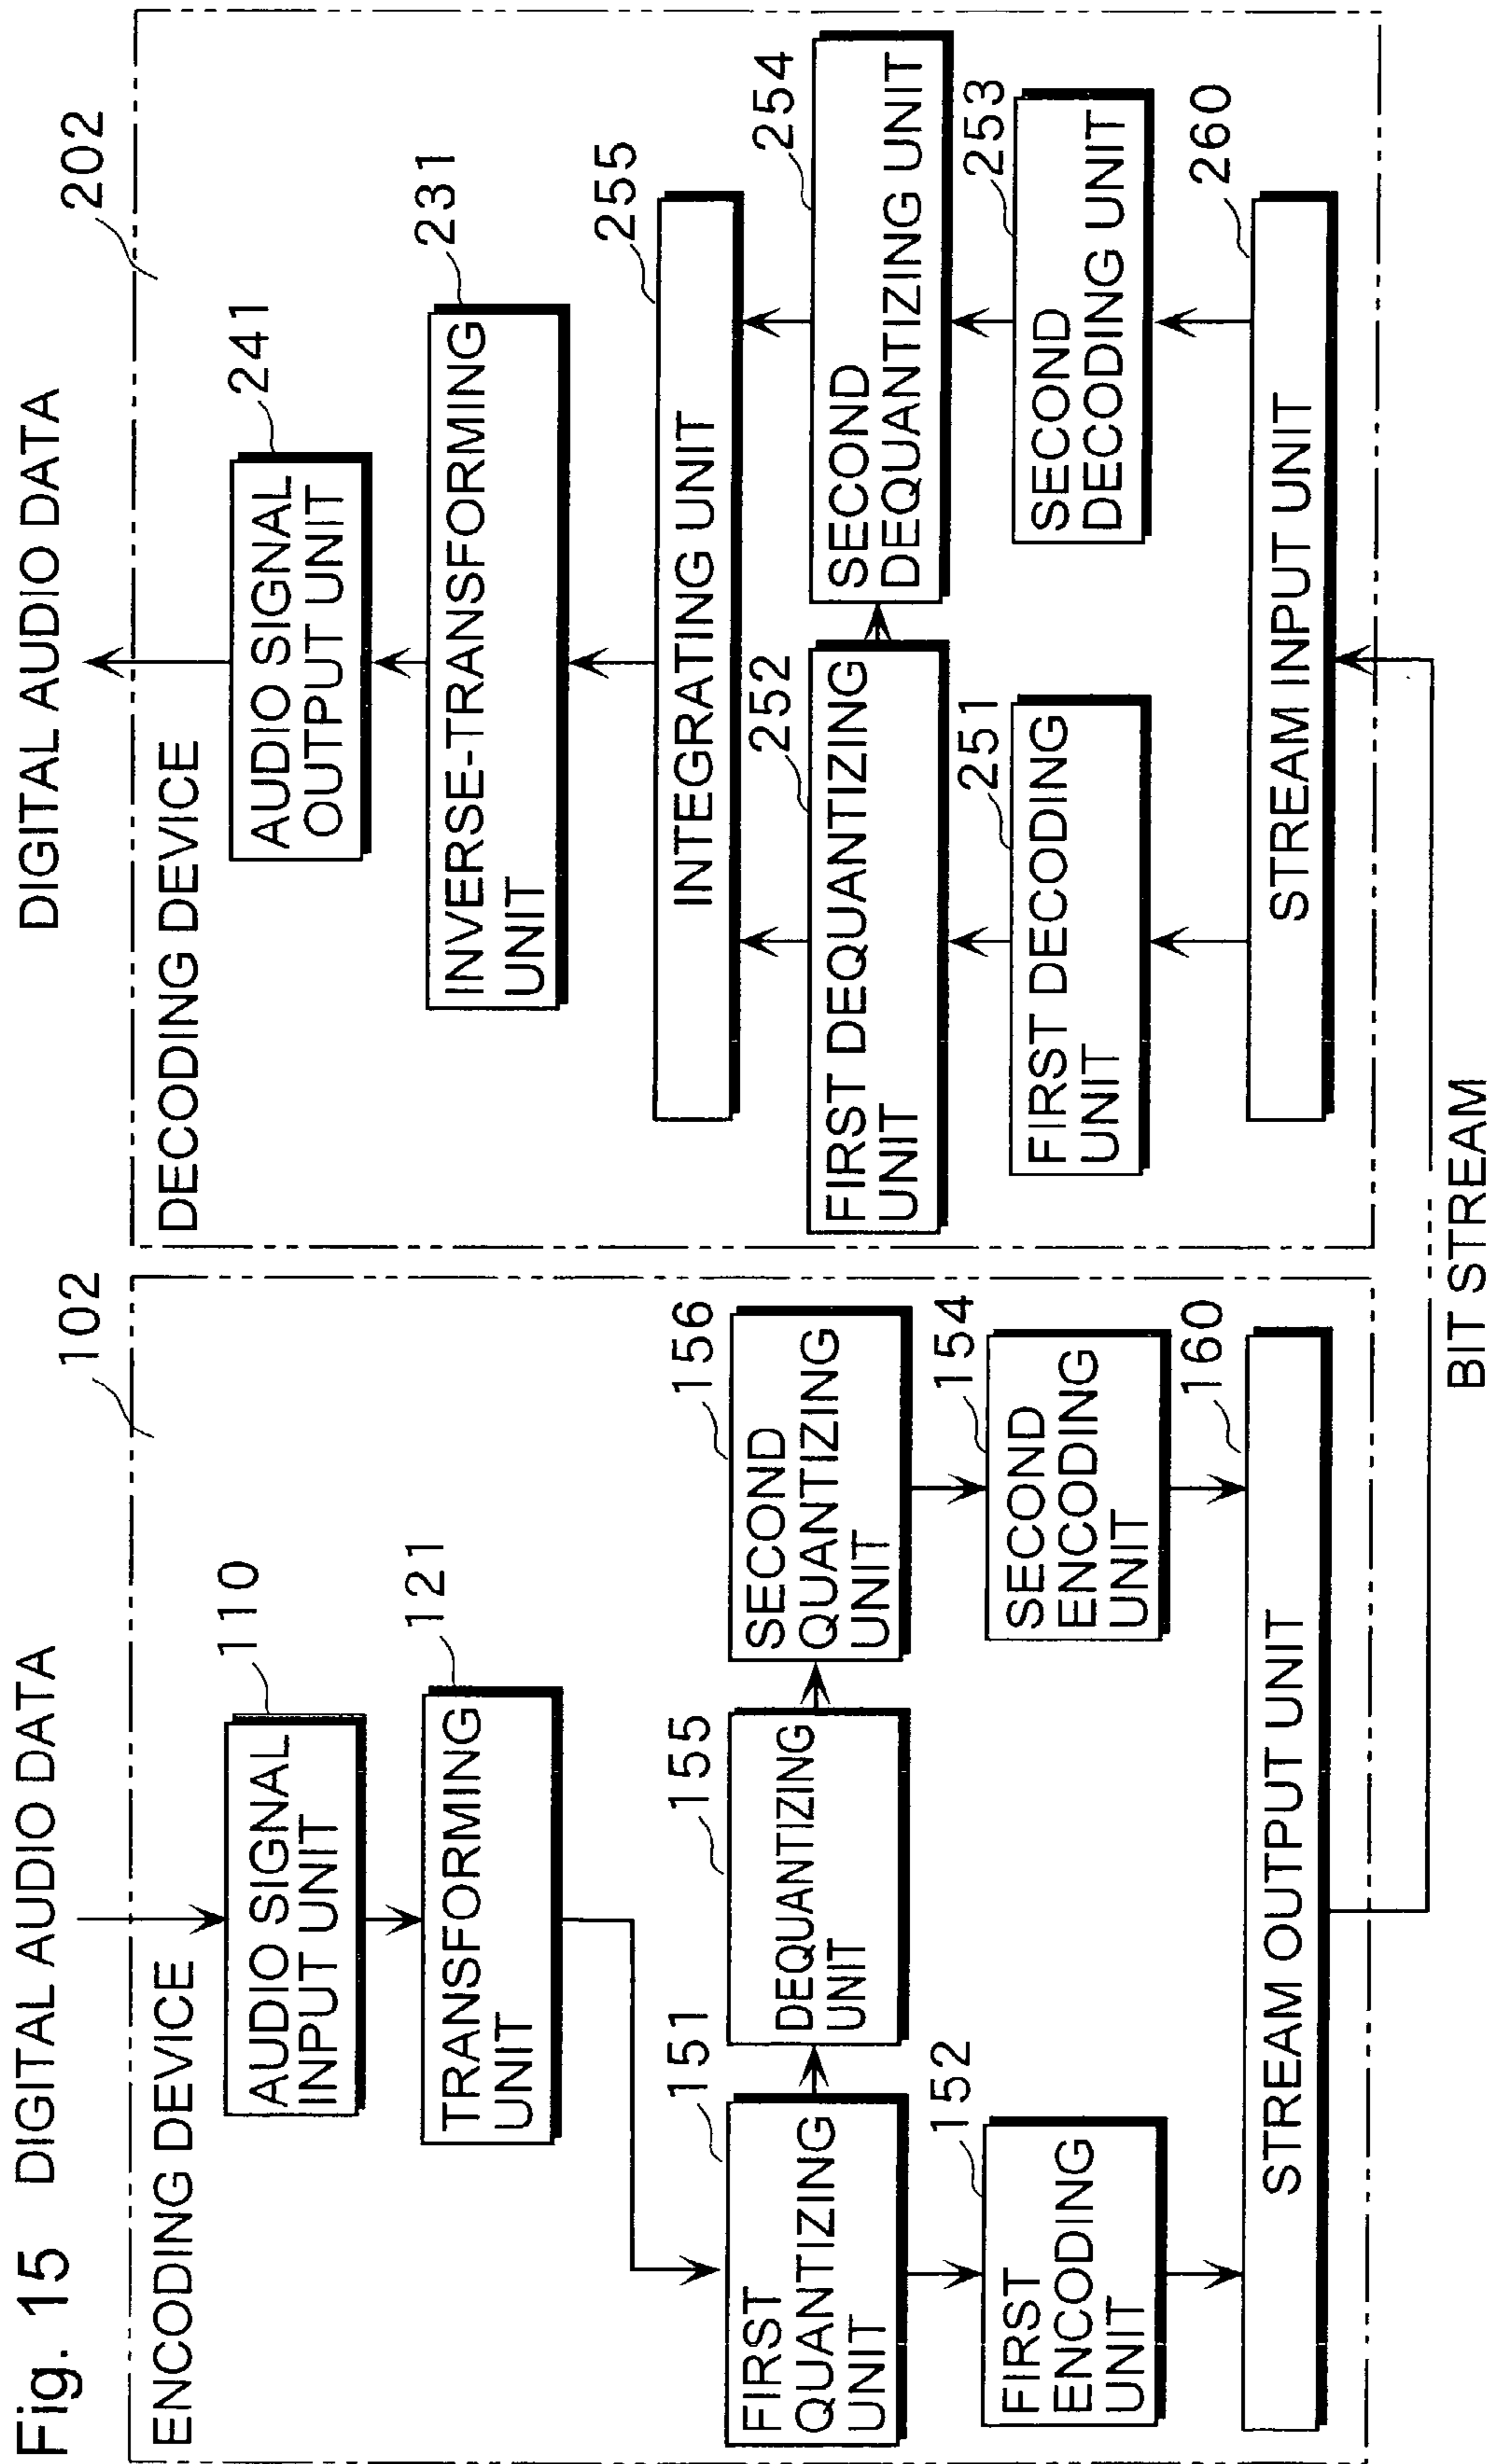 Fig. 15
DIGITAL AUDIO DATA
DIGITAL AUDIO DATA
102
202
ENCODING DEVICE
110
AUDIO SIGNAL
INPUT UNIT
121
TRANSFORMING
UNIT
151
FIRST
QUANTIZING
UNIT
155
DEQUANTIZING
UNIT
156
SECOND
QUANTIZING
UNIT
152
FIRST
ENCODING
UNIT
154
SECOND
ENCODING
UNIT
160
STREAM OUTPUT UNIT
BIT STREAM
DECODING DEVICE
241
AUDIO SIGNAL
OUTPUT UNIT
231
INVERSE-TRANSFORMING
UNIT
255
INTEGRATING UNIT
252
FIRST DEQUANTIZING
UNIT
254
SECOND
DEQUANTIZING UNIT
251
FIRST DECODING
UNIT
253
SECOND
DECODING UNIT
260
STREAM INPUT UNIT